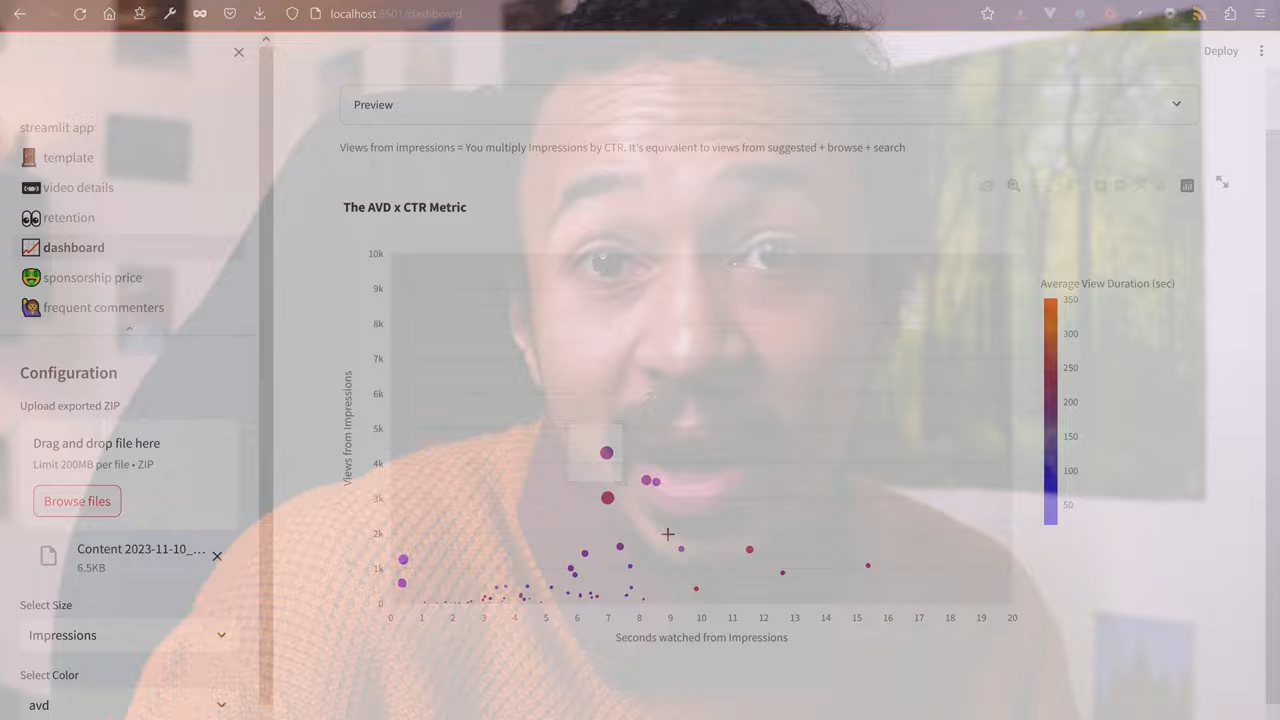 localhost:8501/dashboard
Deploy
streamlit app
template
video details
retention
dashboard
sponsorship price
frequent commenters
Configuration
Upload exported ZIP
Drag and drop file here
Limit 200MB per file • ZIP
Browse files
Content 2023-11-10_...
6.5KB
Select Size
Impressions
Select Color
avd
Preview
Views from impressions = You multiply Impressions by CTR. It's equivalent to views from suggested + browse + search
The AVD x CTR Metric
Views from Impressions
10k
9k
8k
7k
6k
5k
4k
3k
2k
1k
0
0 1 2 3 4 5 6 7 8 9 10 11 12 13 14 15 16 17 18 19 20
Seconds watched from Impressions
Average View Duration (sec)
350
300
250
200
150
100
50